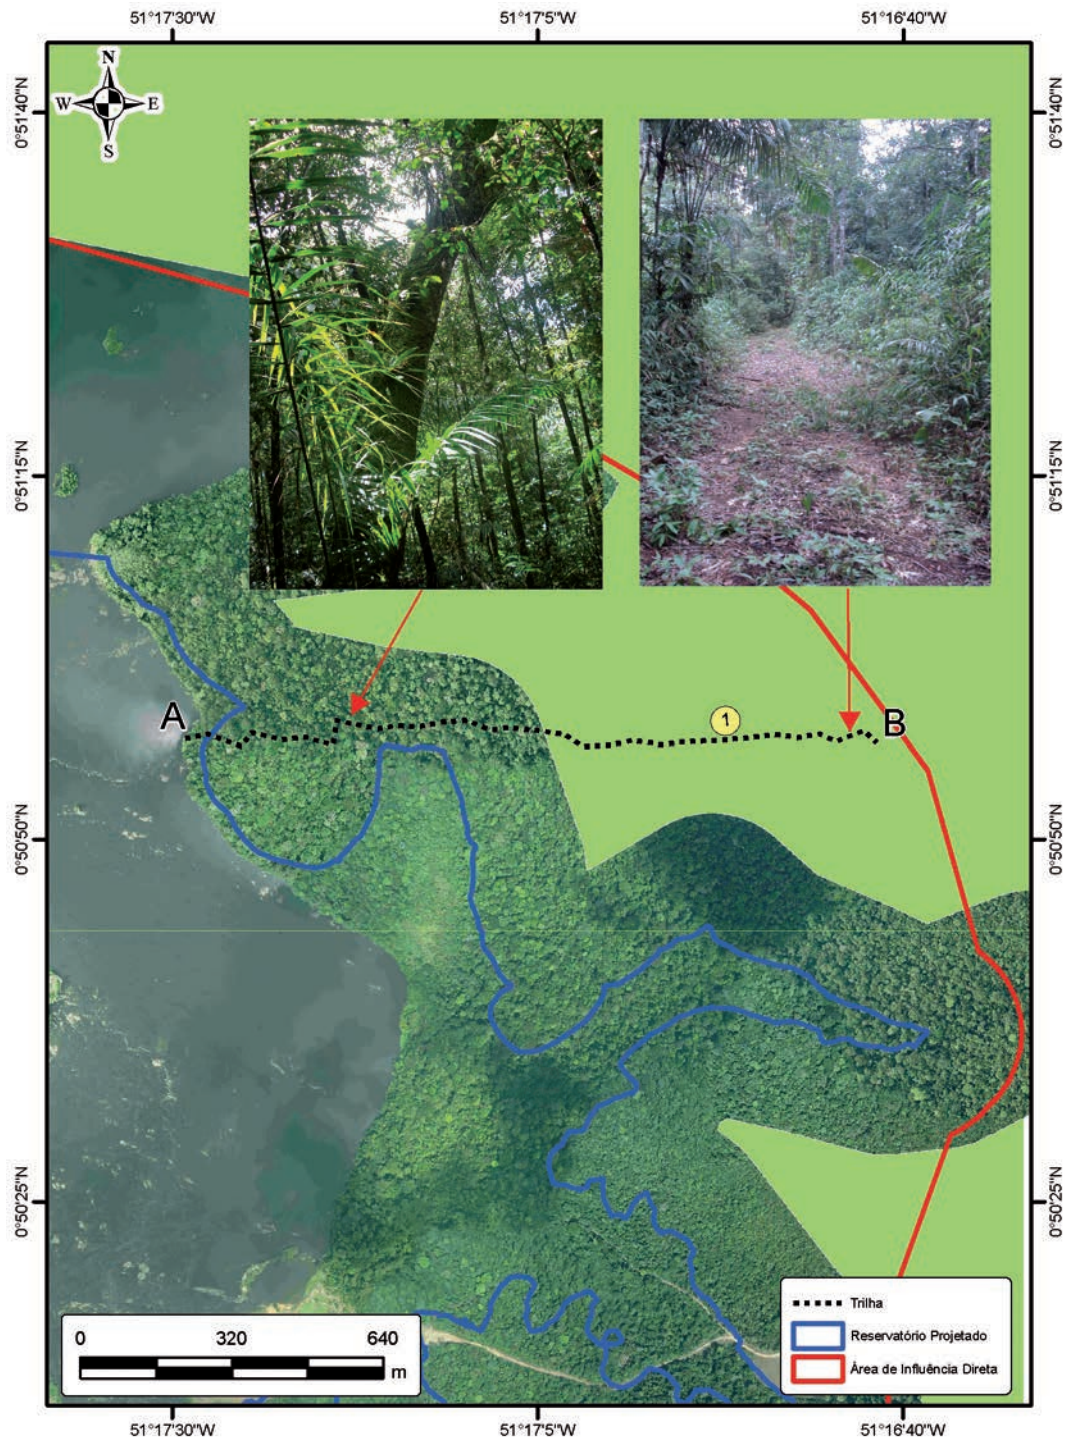 51°17'30"W
51°17'5"W
51°16'40"W
N
W
E
S
0°51'40"N
0°51'40"N
0°51'15"N
0°51'15"N
A
1
B
0°50'50"N
0°50'50"N
0°50'25"N
0°50'25"N
0
320
640
m
Trilha
Reservatório Projetado
Área de Influência Direta
51°17'30"W
51°17'5"W
51°16'40"W